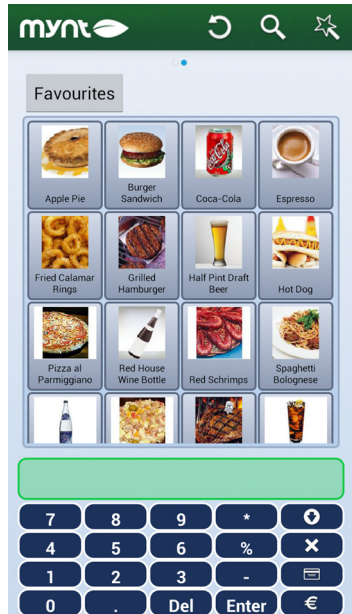 mynt
Favourites
Apple Pie
Burger
Sandwich
Coca-Cola
Espresso
Fried Calamar
Rings
Grilled
Hamburger
Half Pint Draft
Beer
Hot Dog
Pizza al
Parmiggiano
Red House
Wine Bottle
Red Schrimps
Spaghetti
Bolognese
7 8 9 *
4 5 6 %
1 2 3 -
0 . Del Enter €